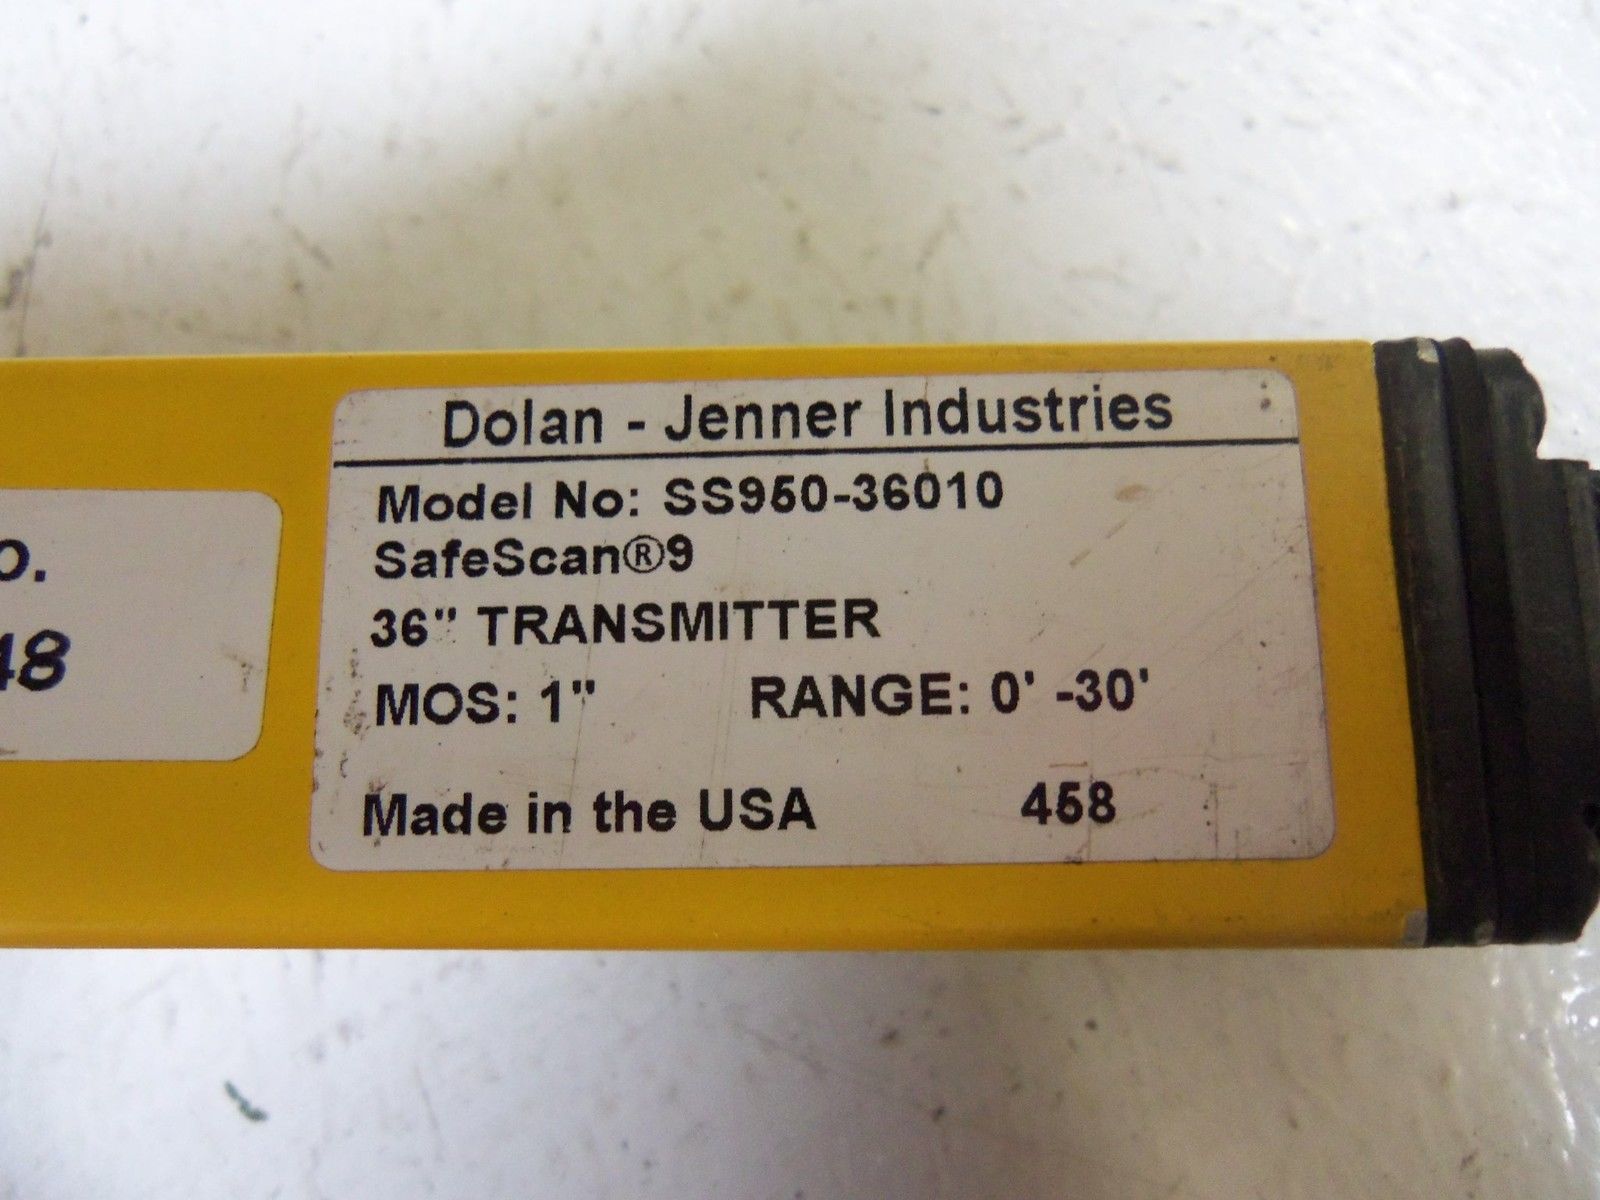 Dolan - Jenner Industries
Model No: SS950-36010
SafeScan®9
36" TRANSMITTER
MOS: 1" RANGE: 0' -30'
Made in the USA 458
o.
48